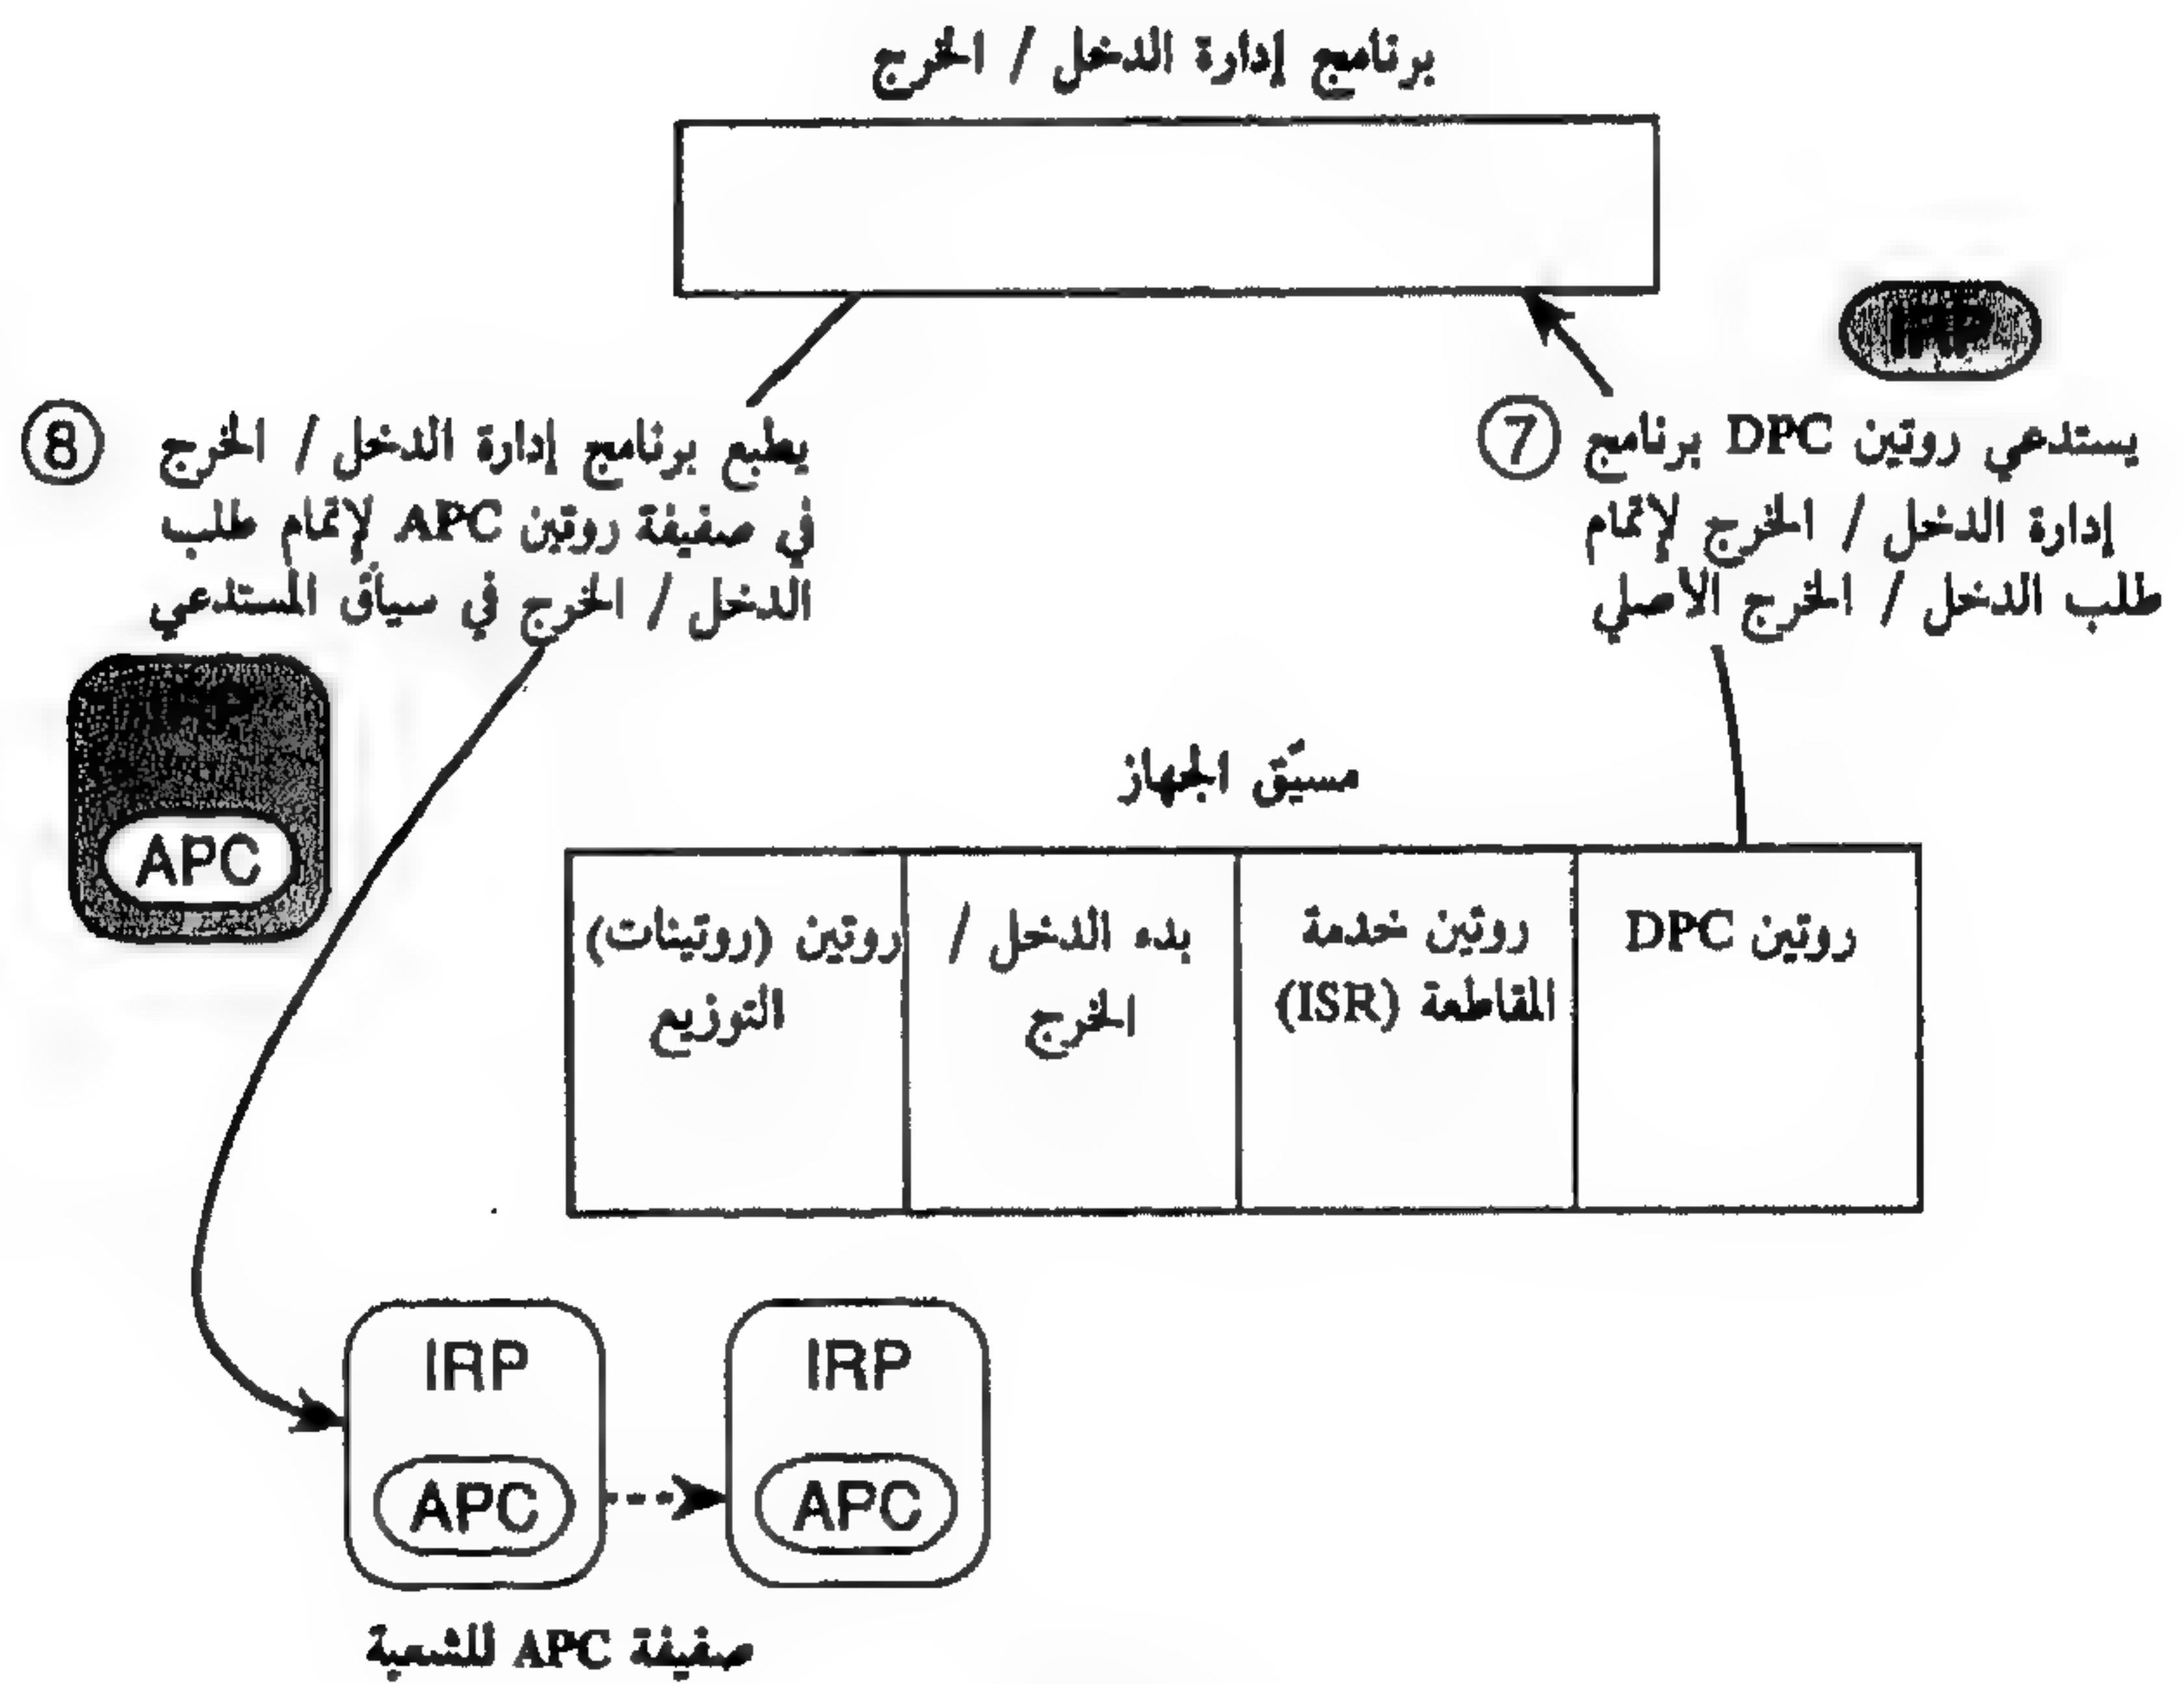 برنامج إدارة الدخل / الخرج
IRP
⑦ يستدعي روتين DPC برنامج
إدارة الدخل / الخرج لإتمام
طلب الدخل / الخرج الأصلي
⑧ يطبع برنامج إدارة الدخل / الخرج
في صفيفة روتين APC لإتمام طلب
الدخل / الخرج في سياق المستدعي
IRP
APC
مسيّق الجهاز
روتين DPC
روتين خدمة
المقاطعة (ISR)
بدء الدخل /
الخرج
روتين (روتينات)
التوزيع
IRP
APC
IRP
APC
صفيفة APC للشعبة